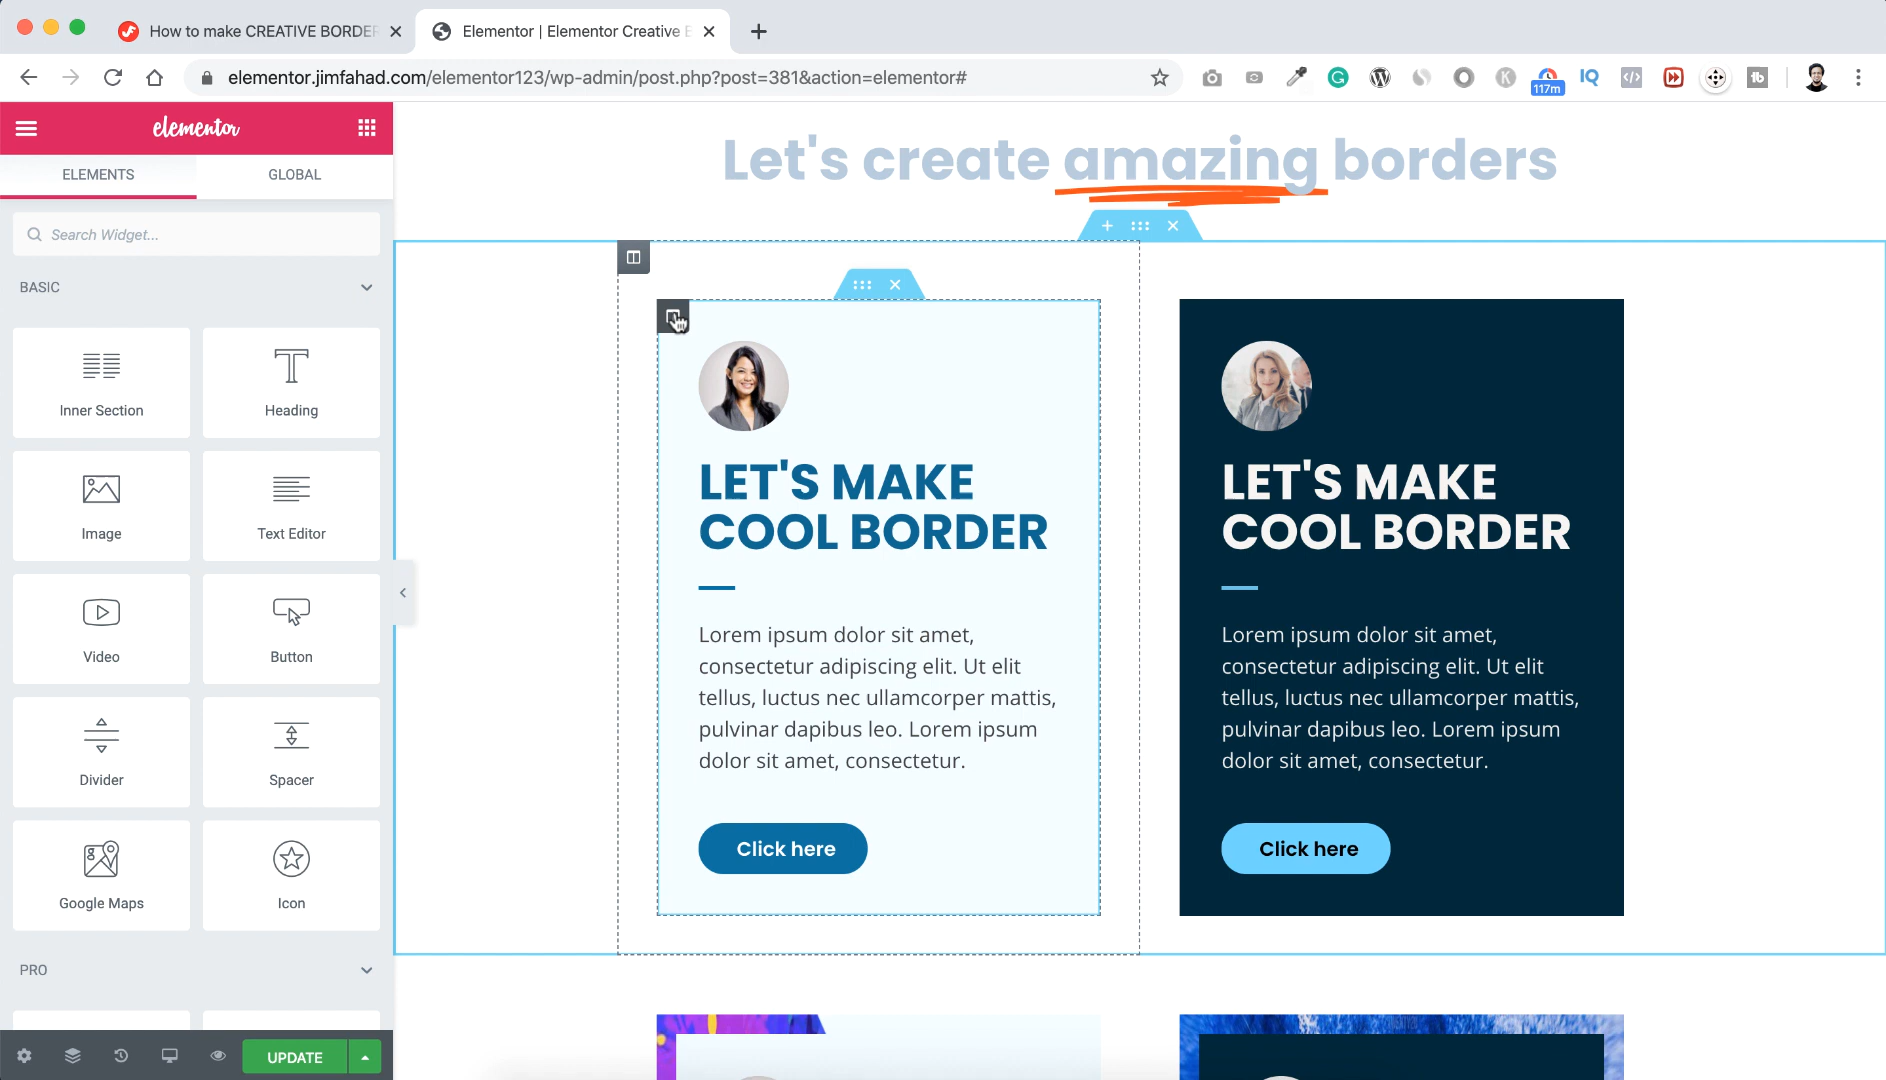 How to make CREATIVE BORDER
Elementor | Elementor Creative
elementor.jimfahad.com/elementor123/wp-admin/post.php?post=381&action=elementor#
117m
IQ
tb
elementor
ELEMENTS
GLOBAL
Search Widget...
BASIC
Inner Section
Heading
Image
Text Editor
Video
Button
Divider
Spacer
Google Maps
Icon
PRO
UPDATE
Let's create amazing borders
LET'S MAKE
COOL BORDER
Lorem ipsum dolor sit amet,
consectetur adipiscing elit. Ut elit
tellus, luctus nec ullamcorper mattis,
pulvinar dapibus leo. Lorem ipsum
dolor sit amet, consectetur.
Click here
LET'S MAKE
COOL BORDER
Lorem ipsum dolor sit amet,
consectetur adipiscing elit. Ut elit
tellus, luctus nec ullamcorper mattis,
pulvinar dapibus leo. Lorem ipsum
dolor sit amet, consectetur.
Click here